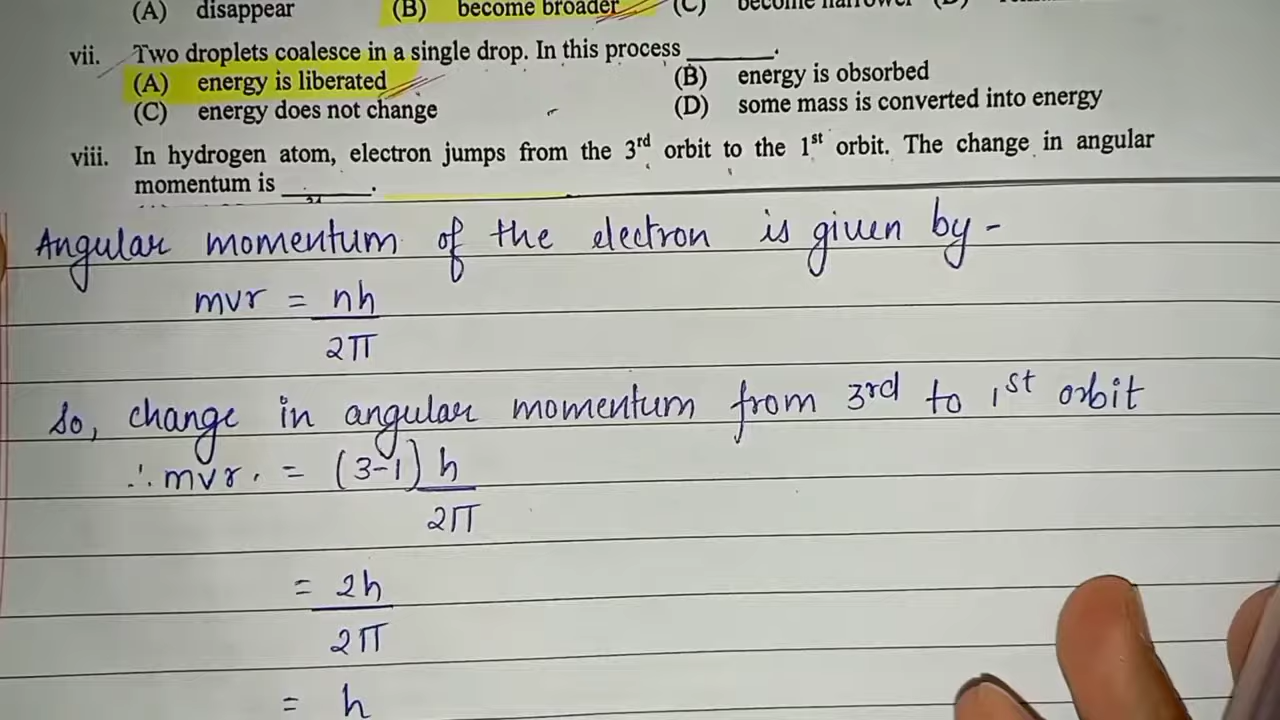 (A) disappear (B) become broader (C) become narrower (D)
vii. Two droplets coalesce in a single drop. In this process ______.
(A) energy is liberated (B) energy is obsorbed
(C) energy does not change (D) some mass is converted into energy
viii. In hydrogen atom, electron jumps from the 3rd orbit to the 1st orbit. The change in angular
momentum is ______.
Angular momentum of the electron is given by -
mvr = nh
2π
So, change in angular momentum from 3rd to 1st orbit
∴ mvr. = (3-1) h
2π
= 2h
2π
= h